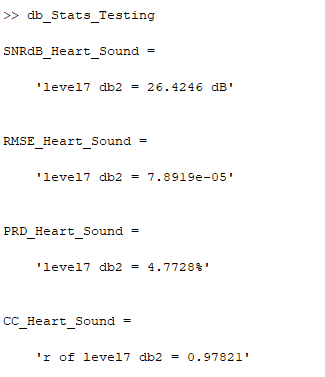 >> db_Stats_Testing
SNRdB_Heart_Sound =
'level7 db2 = 26.4246 dB'
RMSE_Heart_Sound =
'level7 db2 = 7.8919e-05'
PRD_Heart_Sound =
'level7 db2 = 4.7728%'
CC_Heart_Sound =
'r of level7 db2 = 0.97821'